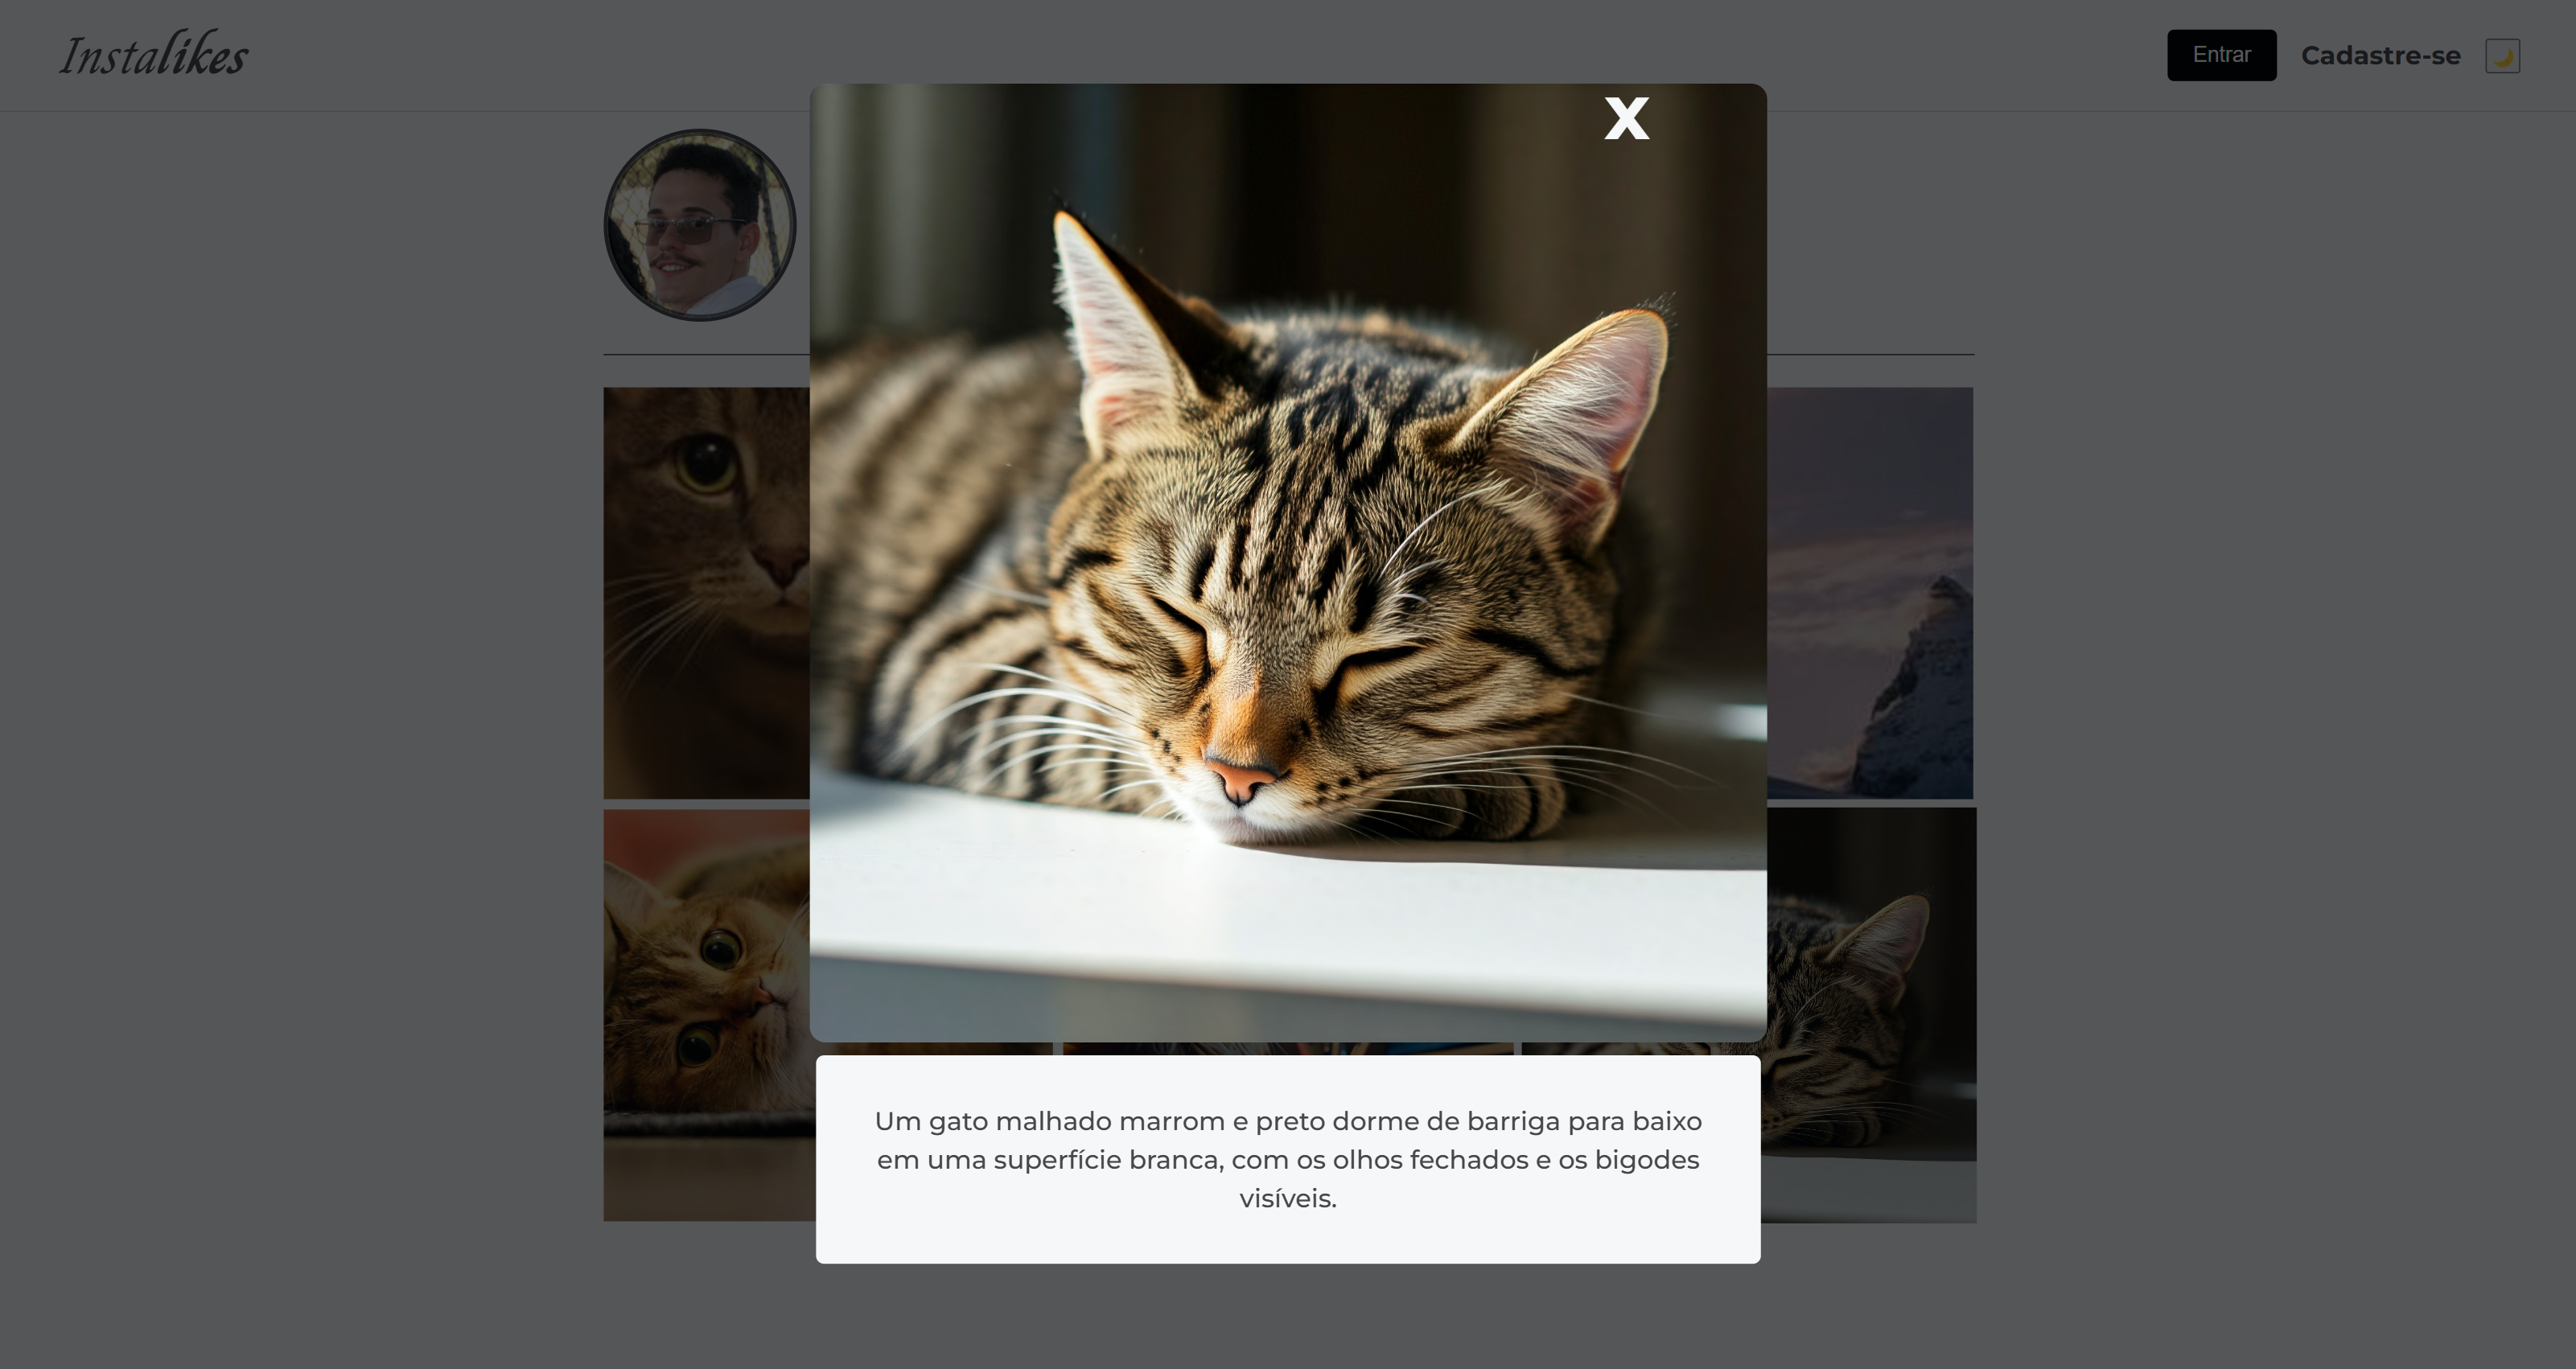 Instalikes
Entrar
Cadastre-se
X
Um gato malhado marrom e preto dorme de barriga para baixo
em uma superfície branca, com os olhos fechados e os bigodes
visíveis.